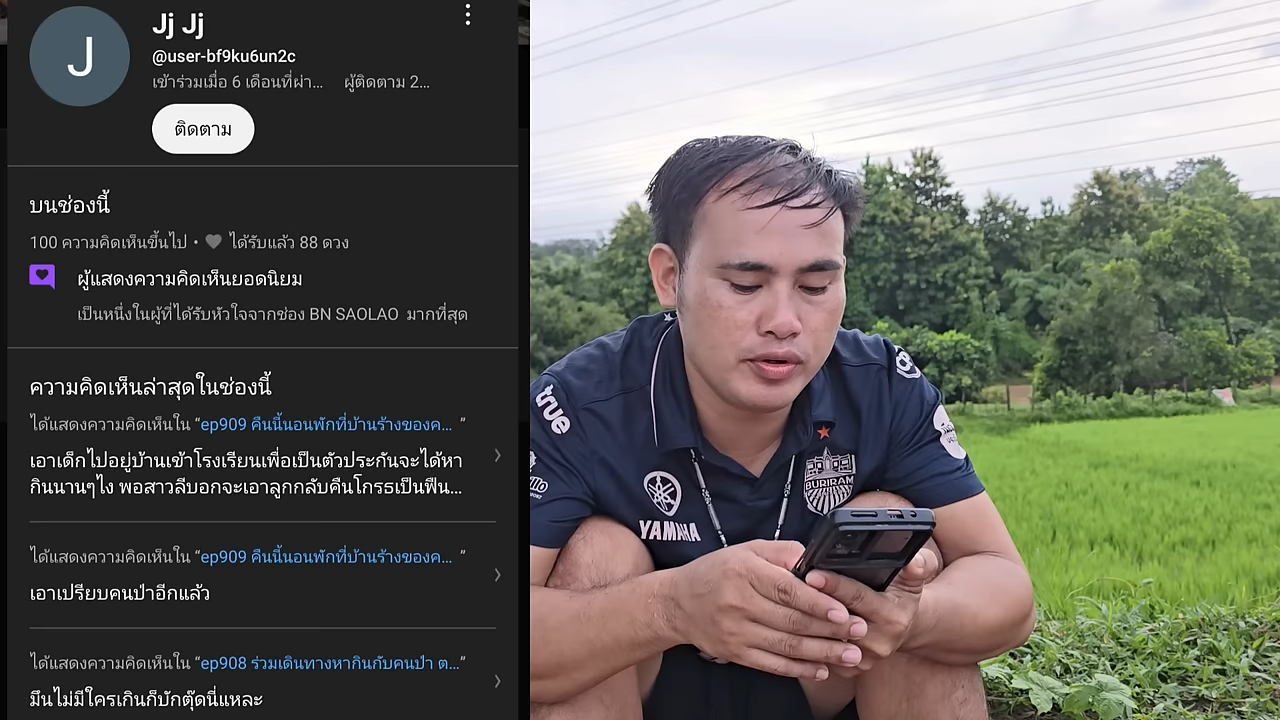 J
Jj Jj
@user-bf9ku6un2c
เข้าร่วมเมื่อ 6 เดือนที่ผ่า... ผู้ติดตาม 2...
ติดตาม
บนช่องนี้
100 ความคิดเห็นขึ้นไป • ได้รับแล้ว 88 ดวง
ผู้แสดงความคิดเห็นยอดนิยม
เป็นหนึ่งในผู้ที่ได้รับหัวใจจากช่อง BN SAOLAO มากที่สุด
ความคิดเห็นล่าสุดในช่องนี้
ได้แสดงความคิดเห็นใน “ep909 คืนนี้นอนพักที่บ้านร้างของค... ”
เอาเด็กไปอยู่บ้านเข้าโรงเรียนเพื่อเป็นตัวประกันจะได้หา
กินนานๆไง พอสาวลีบอกจะเอาลูกกลับคืนโกรธเป็นฟืน...
ได้แสดงความคิดเห็นใน “ep909 คืนนี้นอนพักที่บ้านร้างของค... ”
เอาเปรียบคนป่าอีกแล้ว
ได้แสดงความคิดเห็นใน “ep908 ร่วมเดินทางหากินกับคนป่า ต...”
มึนไม่มีใครเกินก็บักตุ๊ดนี่แหละ
true
YAMAHA
BURIRAM